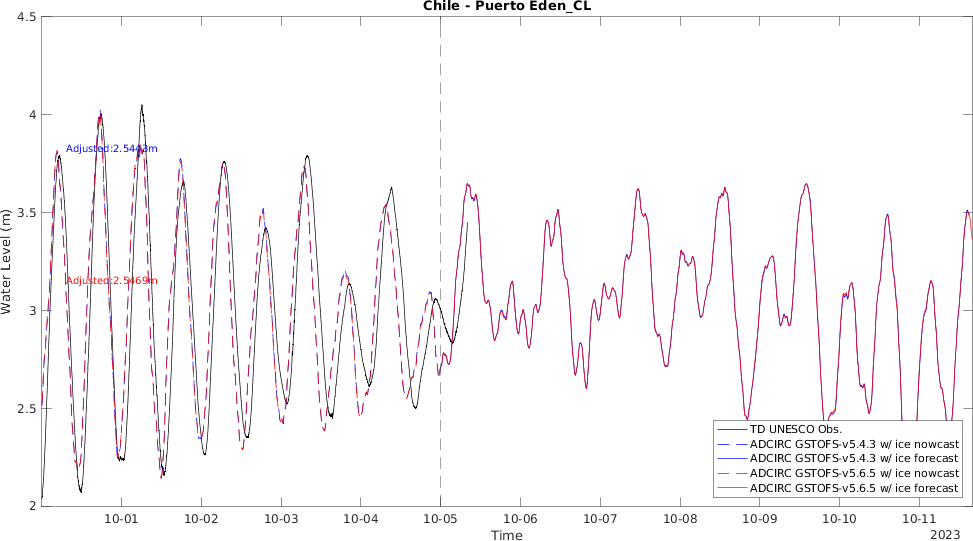 Chile - Puerto Eden_CL
4.5
4
3.5
3
2.5
2
Water Level (m)
Adjusted:2.5443m
Adjusted:2.5469m
10-01
10-02
10-03
10-04
10-05
10-06
10-07
10-08
10-09
10-10
10-11
Time
2023
TD UNESCO Obs.
ADCIRC GSTOFS-v5.4.3 w/ ice nowcast
ADCIRC GSTOFS-v5.4.3 w/ ice forecast
ADCIRC GSTOFS-v5.6.5 w/ ice nowcast
ADCIRC GSTOFS-v5.6.5 w/ ice forecast